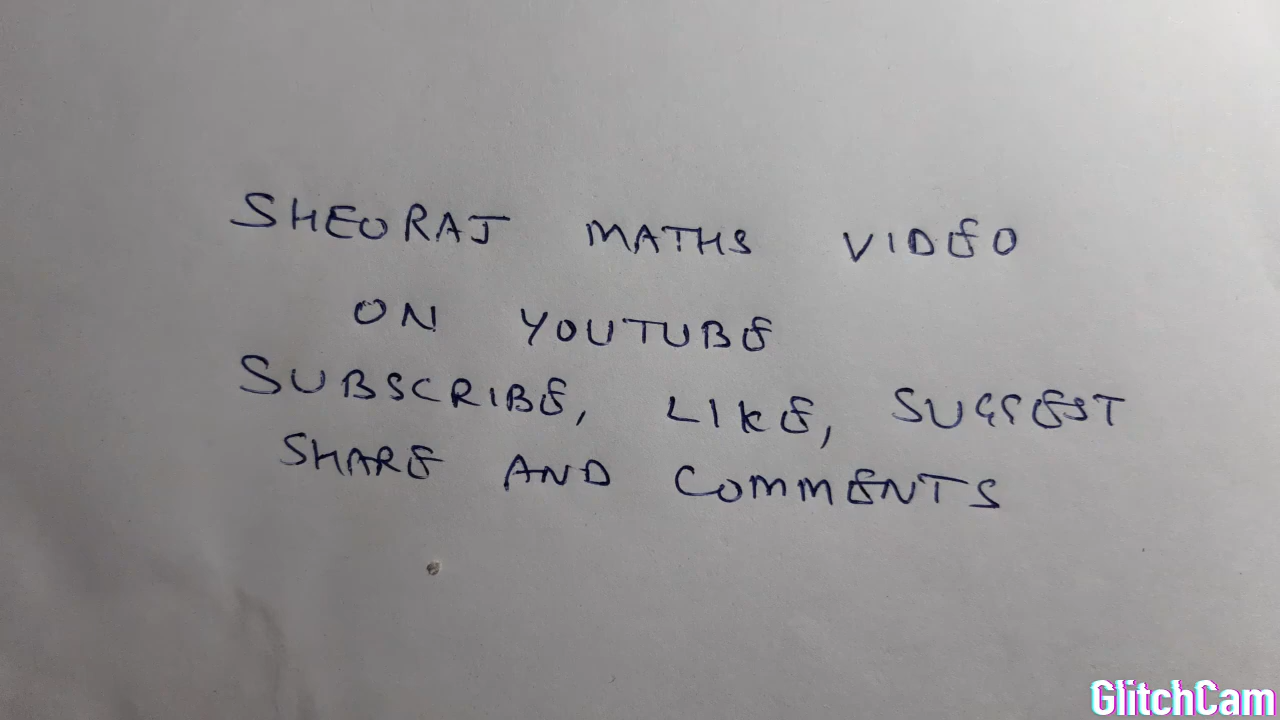 SHEORAJ MATHS VIDEO
ON YOUTUBE
SUBSCRIBE, LIKE, SUGGEST
SHARE AND COMMENTS
GlitchCam